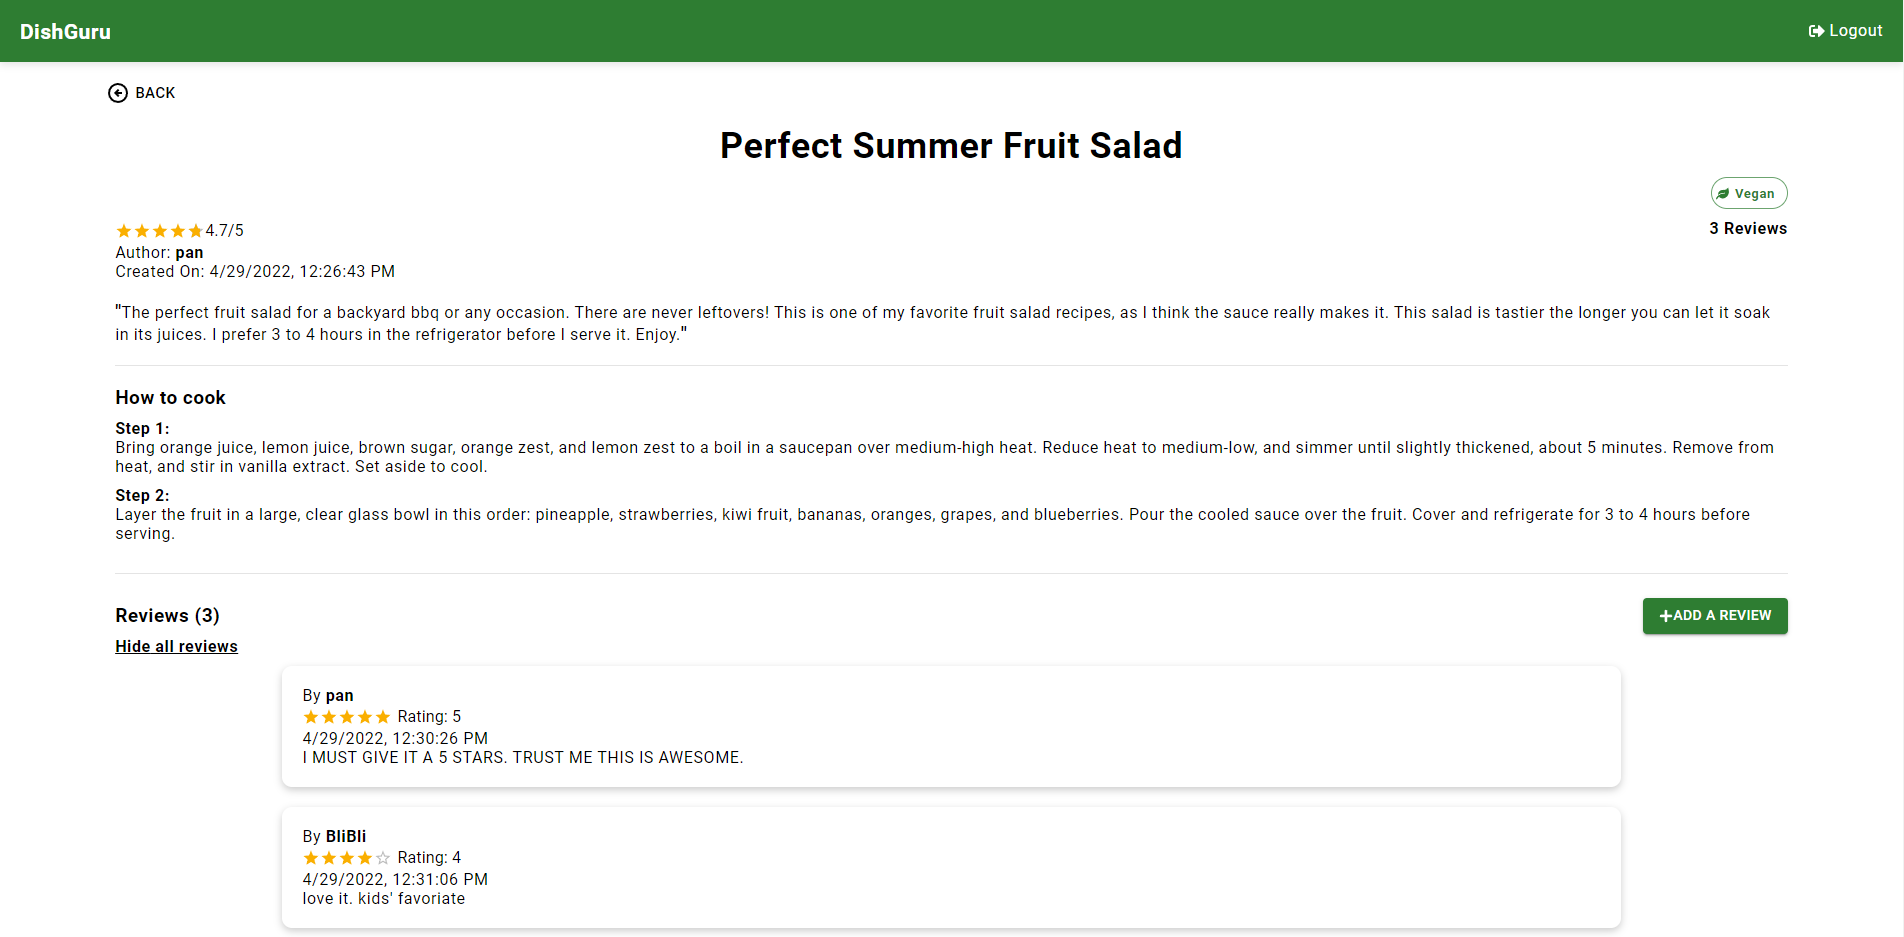 DishGuru
Logout
BACK
Perfect Summer Fruit Salad
Vegan
4.7/5
3 Reviews
Author: pan
Created On: 4/29/2022, 12:26:43 PM
"The perfect fruit salad for a backyard bbq or any occasion. There are never leftovers! This is one of my favorite fruit salad recipes, as I think the sauce really makes it. This salad is tastier the longer you can let it soak
in its juices. I prefer 3 to 4 hours in the refrigerator before I serve it. Enjoy."
How to cook
Step 1:
Bring orange juice, lemon juice, brown sugar, orange zest, and lemon zest to a boil in a saucepan over medium-high heat. Reduce heat to medium-low, and simmer until slightly thickened, about 5 minutes. Remove from
heat, and stir in vanilla extract. Set aside to cool.
Step 2:
Layer the fruit in a large, clear glass bowl in this order: pineapple, strawberries, kiwi fruit, bananas, oranges, grapes, and blueberries. Pour the cooled sauce over the fruit. Cover and refrigerate for 3 to 4 hours before
serving.
Reviews (3)
+ADD A REVIEW
Hide all reviews
By pan
Rating: 5
4/29/2022, 12:30:26 PM
I MUST GIVE IT A 5 STARS. TRUST ME THIS IS AWESOME.
By BliBli
Rating: 4
4/29/2022, 12:31:06 PM
love it. kids' favoriate